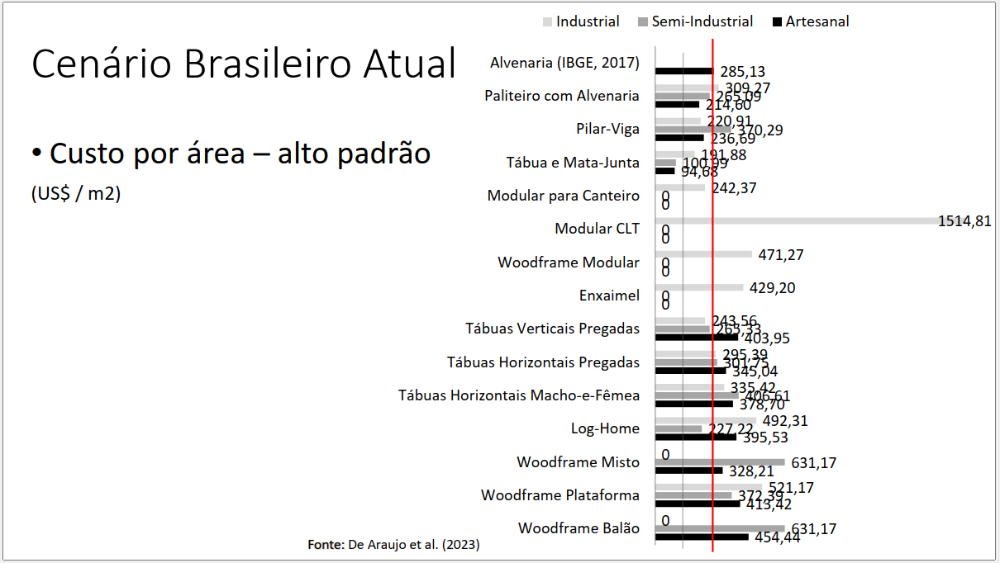 Industrial Semi-Industrial Artesanal
Cenário Brasileiro Atual
• Custo por área – alto padrão
(US$ / m2)
Alvenaria (IBGE, 2017) 285,13
Paliteiro com Alvenaria 309,27 265,09 214,60
Pilar-Viga 220,91 370,29 236,69
Tábua e Mata-Junta 191,88 100,99 94,68
Modular para Canteiro 242,37 0 0
Modular CLT 1514,81 0 0
Woodframe Modular 471,27 0 0
Enxaimel 429,20 0 0
Tábuas Verticais Pregadas 243,56 265,33 403,95
Tábuas Horizontais Pregadas 295,39 301,75 345,04
Tábuas Horizontais Macho-e-Fêmea 335,42 406,61 378,70
Log-Home 492,31 227,22 395,53
Woodframe Misto 0 631,17 328,21
Woodframe Plataforma 521,17 372,39 413,42
Woodframe Balão 0 631,17 454,44
Fonte: De Araujo et al. (2023)